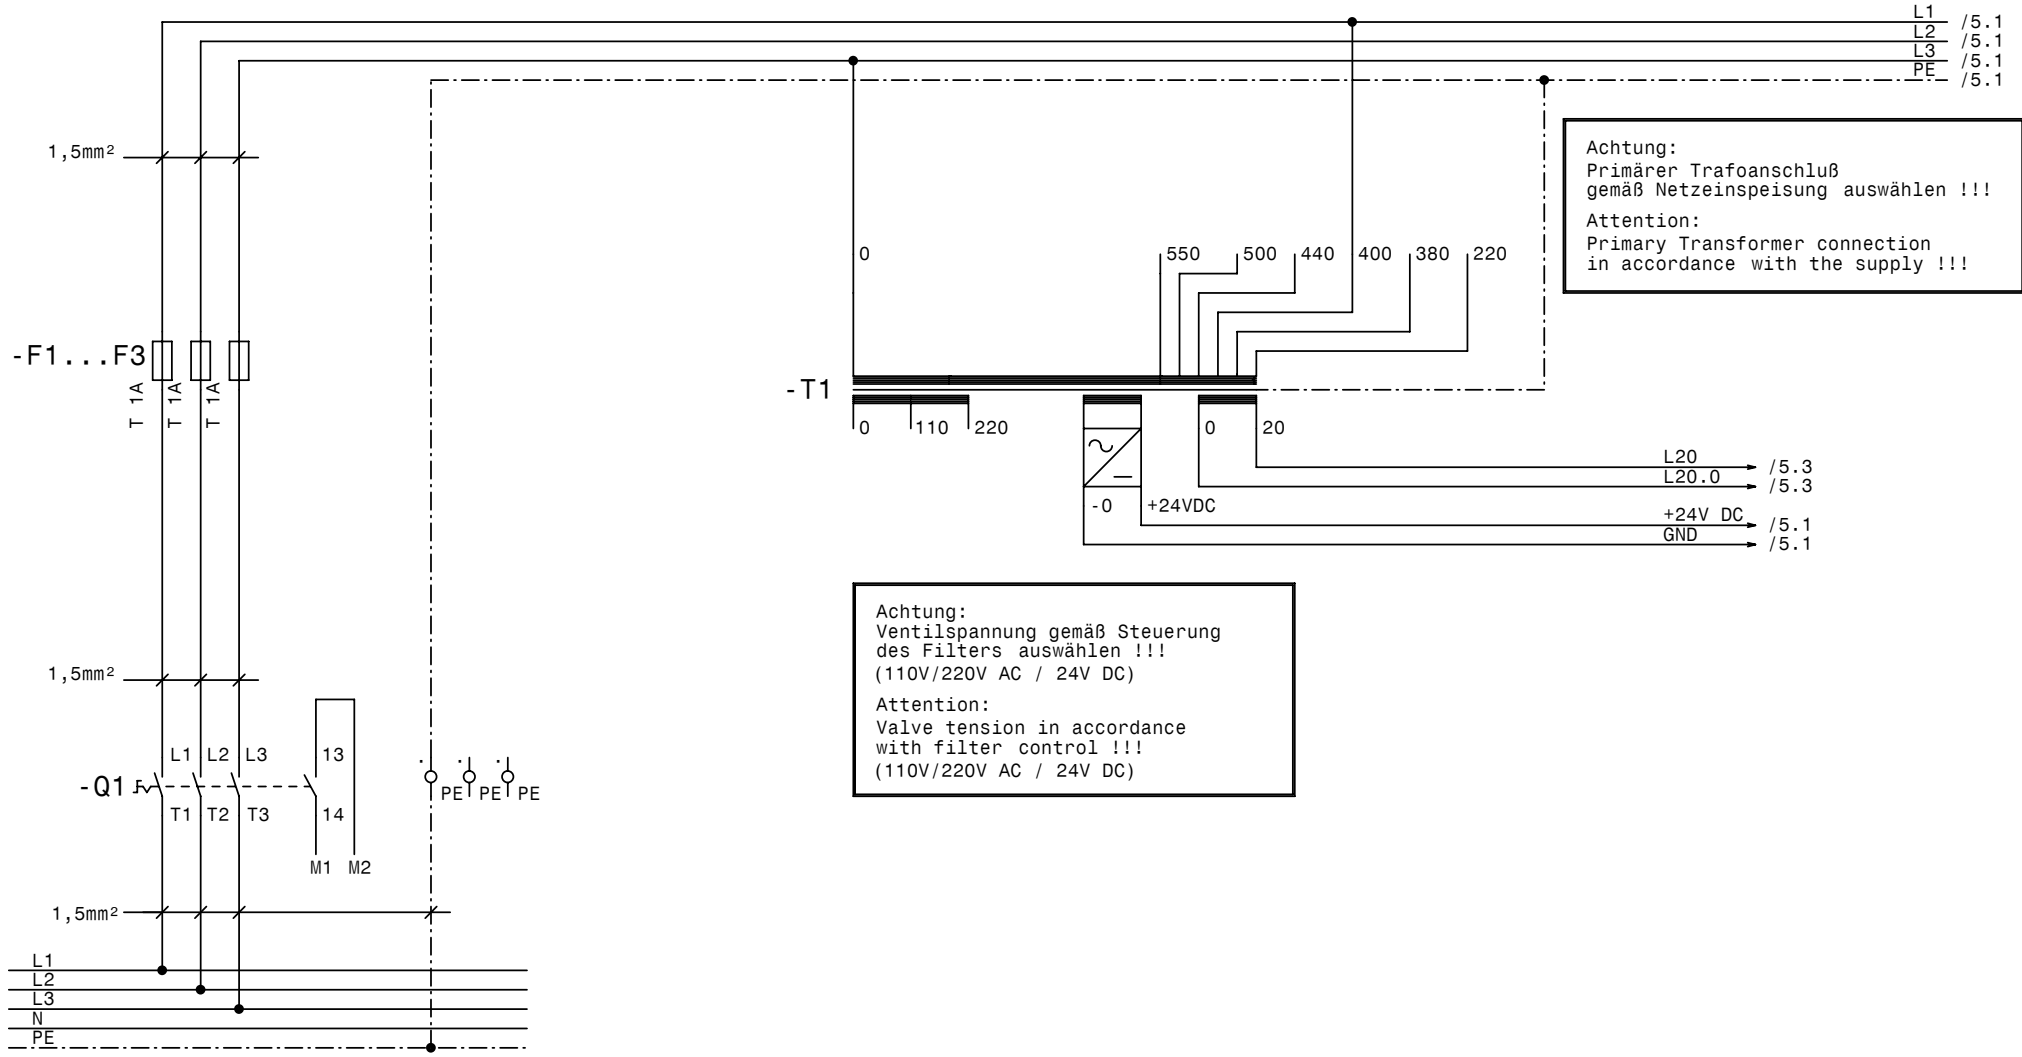 L1 /5.1
L2 /5.1
L3 /5.1
PE /5.1
1,5mm²
Achtung:
Primärer Trafoanschluß
gemäß Netzeinspeisung auswählen !!!
Attention:
Primary Transformer connection
in accordance with the supply !!!
0 550 500 440 400 380 220
-F1...F3
T 1A T 1A T 1A
-T1
0 110 220 0 20
L20 /5.3
L20.0 /5.3
-0 +24VDC
+24V DC /5.1
GND /5.1
Achtung:
Ventilspannung gemäß Steuerung
des Filters auswählen !!!
(110V/220V AC / 24V DC)
Attention:
Valve tension in accordance
with filter control !!!
(110V/220V AC / 24V DC)
1,5mm²
L1 L2 L3 13
-Q1
PE PE PE
T1 T2 T3 14
M1 M2
1,5mm²
L1
L2
L3
N
PE